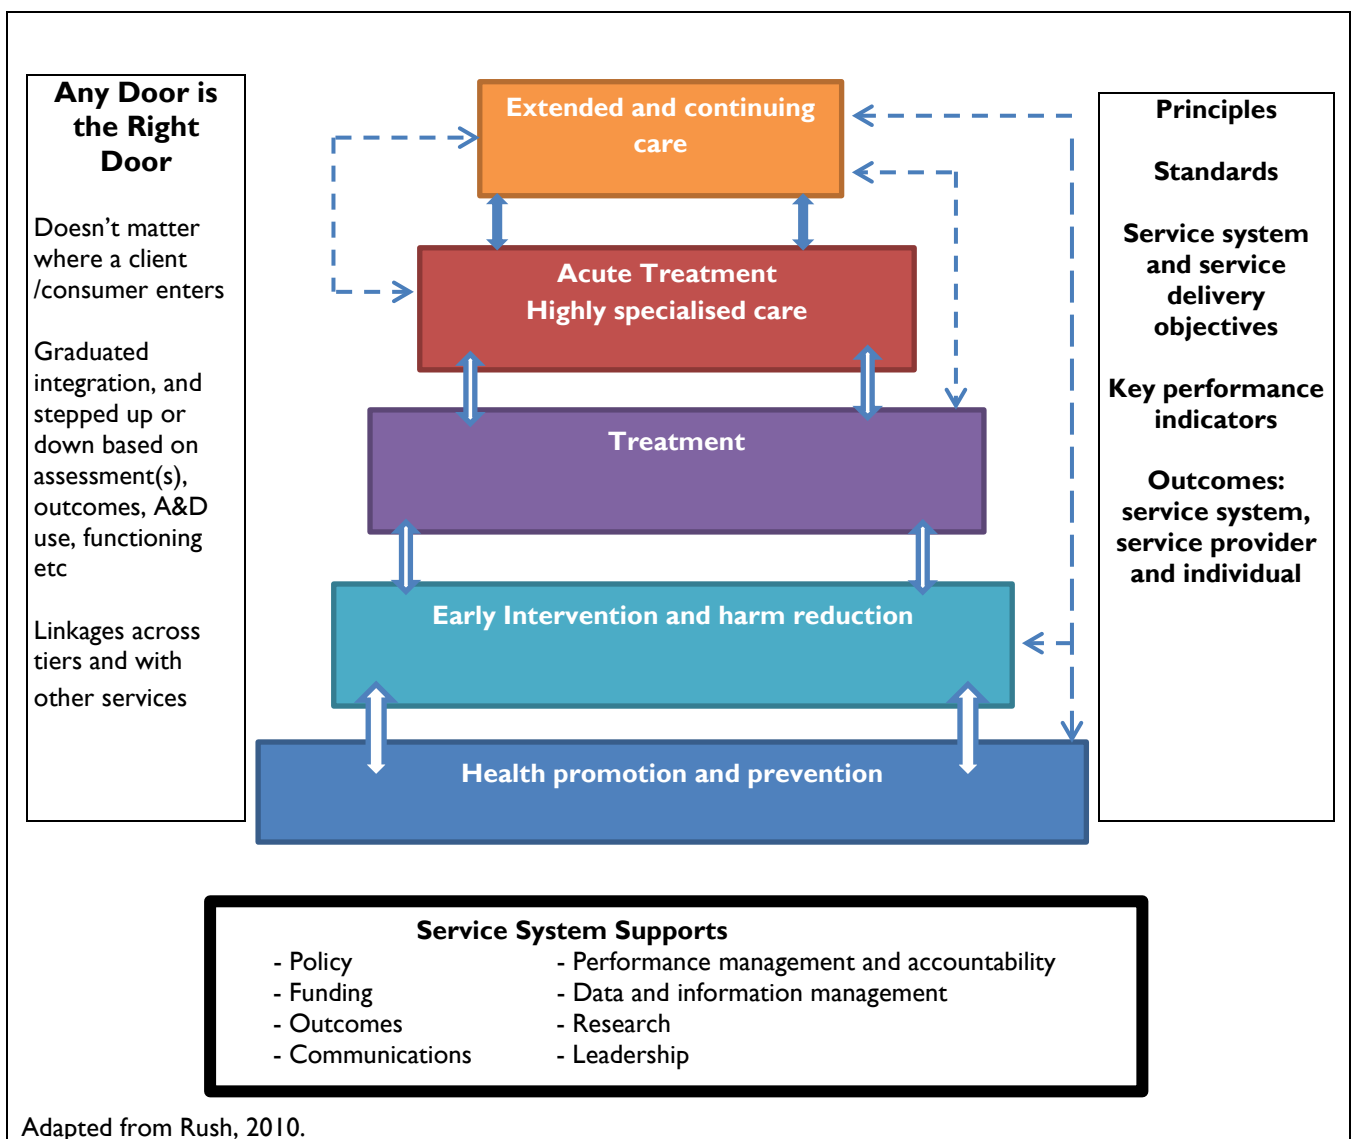 Any Door is
the Right
Door
Doesn't matter
where a client
/consumer enters
Graduated
integration, and
stepped up or
down based on
assessment(s),
outcomes, A&D
use, functioning
etc
Linkages across
tiers and with
other services
Extended and continuing
care
Acute Treatment
Highly specialised care
Treatment
Early Intervention and harm reduction
Health promotion and prevention
Principles
Standards
Service system
and service
delivery
objectives
Key performance
indicators
Outcomes:
service system,
service provider
and individual
Service System Supports
- Policy
- Funding
- Outcomes
- Communications
- Performance management and accountability
- Data and information management
- Research
- Leadership
Adapted from Rush, 2010.